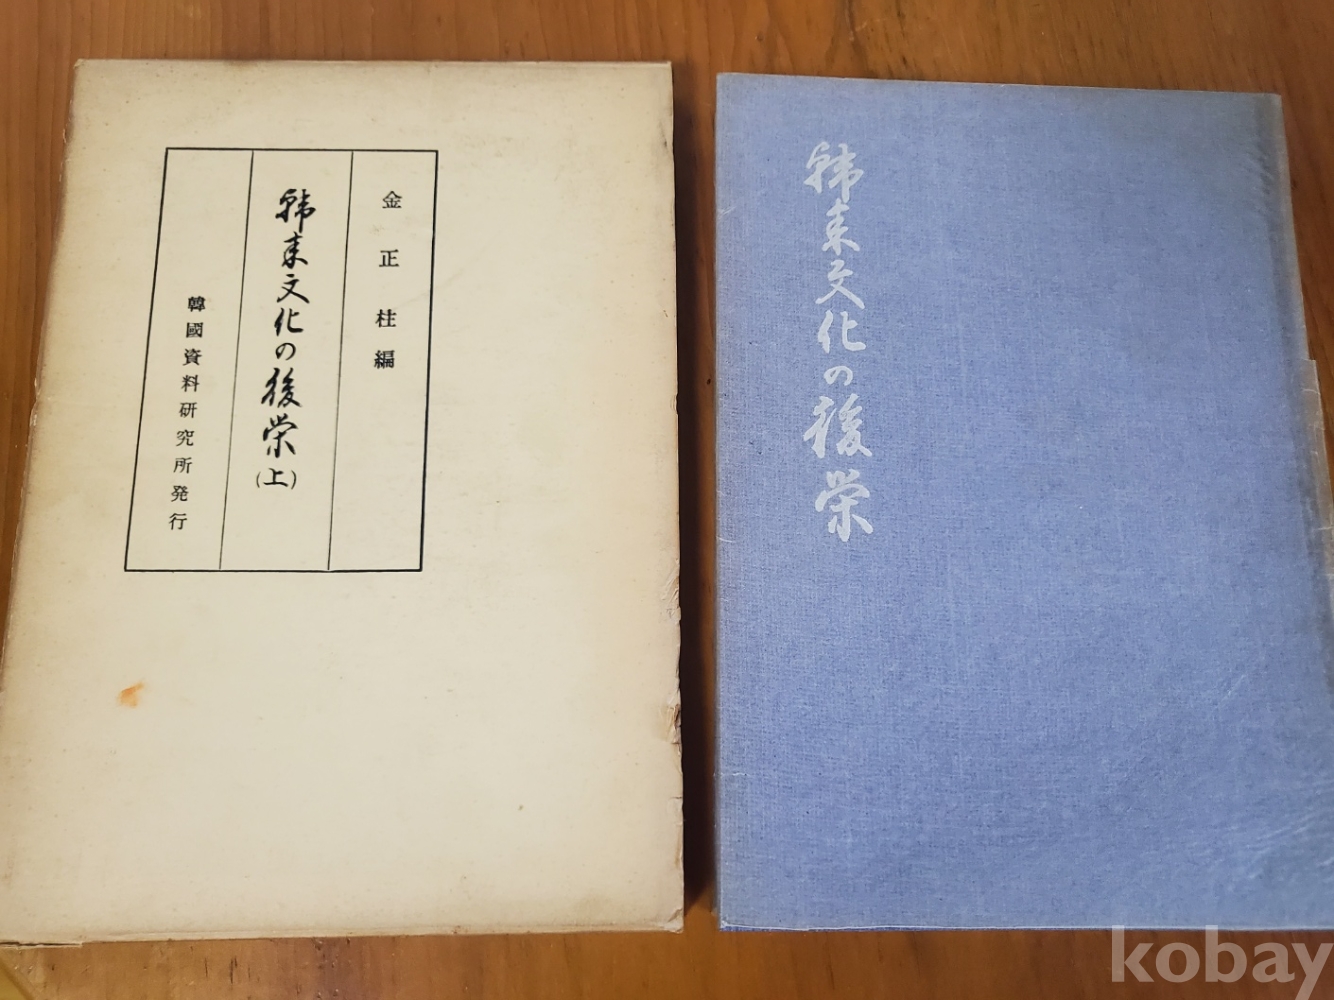 金正柱編
韓来文化の後栄
(上)
韓國資料研究所発行
韓来文化の後栄
kobay